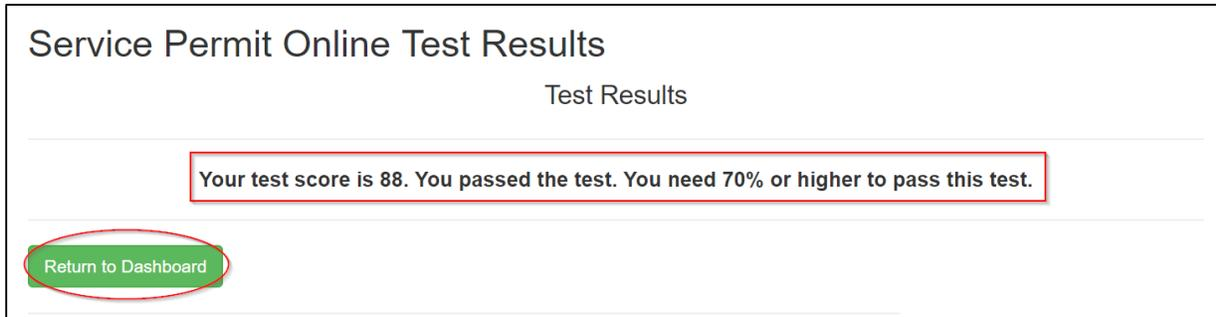 Service Permit Online Test Results
Test Results
Your test score is 88. You passed the test. You need 70% or higher to pass this test.
Return to Dashboard